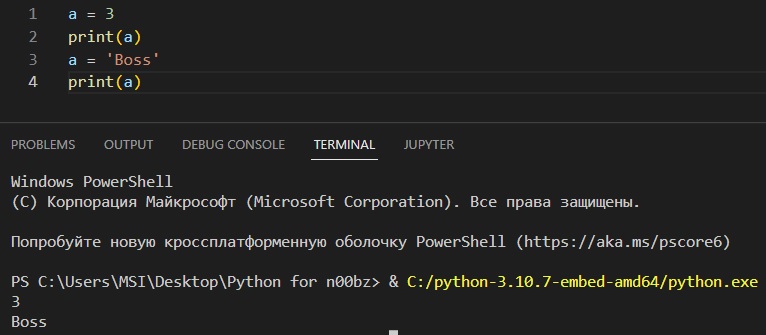 1 a = 3
2 print(a)
3 a = 'Boss'
4 print(a)
PROBLEMS OUTPUT DEBUG CONSOLE TERMINAL JUPYTER
Windows PowerShell
(C) Корпорация Майкрософт (Microsoft Corporation). Все права защищены.
Попробуйте новую кроссплатформенную оболочку PowerShell (https://aka.ms/pscore6)
PS C:\Users\MSI\Desktop\Python for n00bz> & C:/python-3.10.7-embed-amd64/python.exe
3
Boss